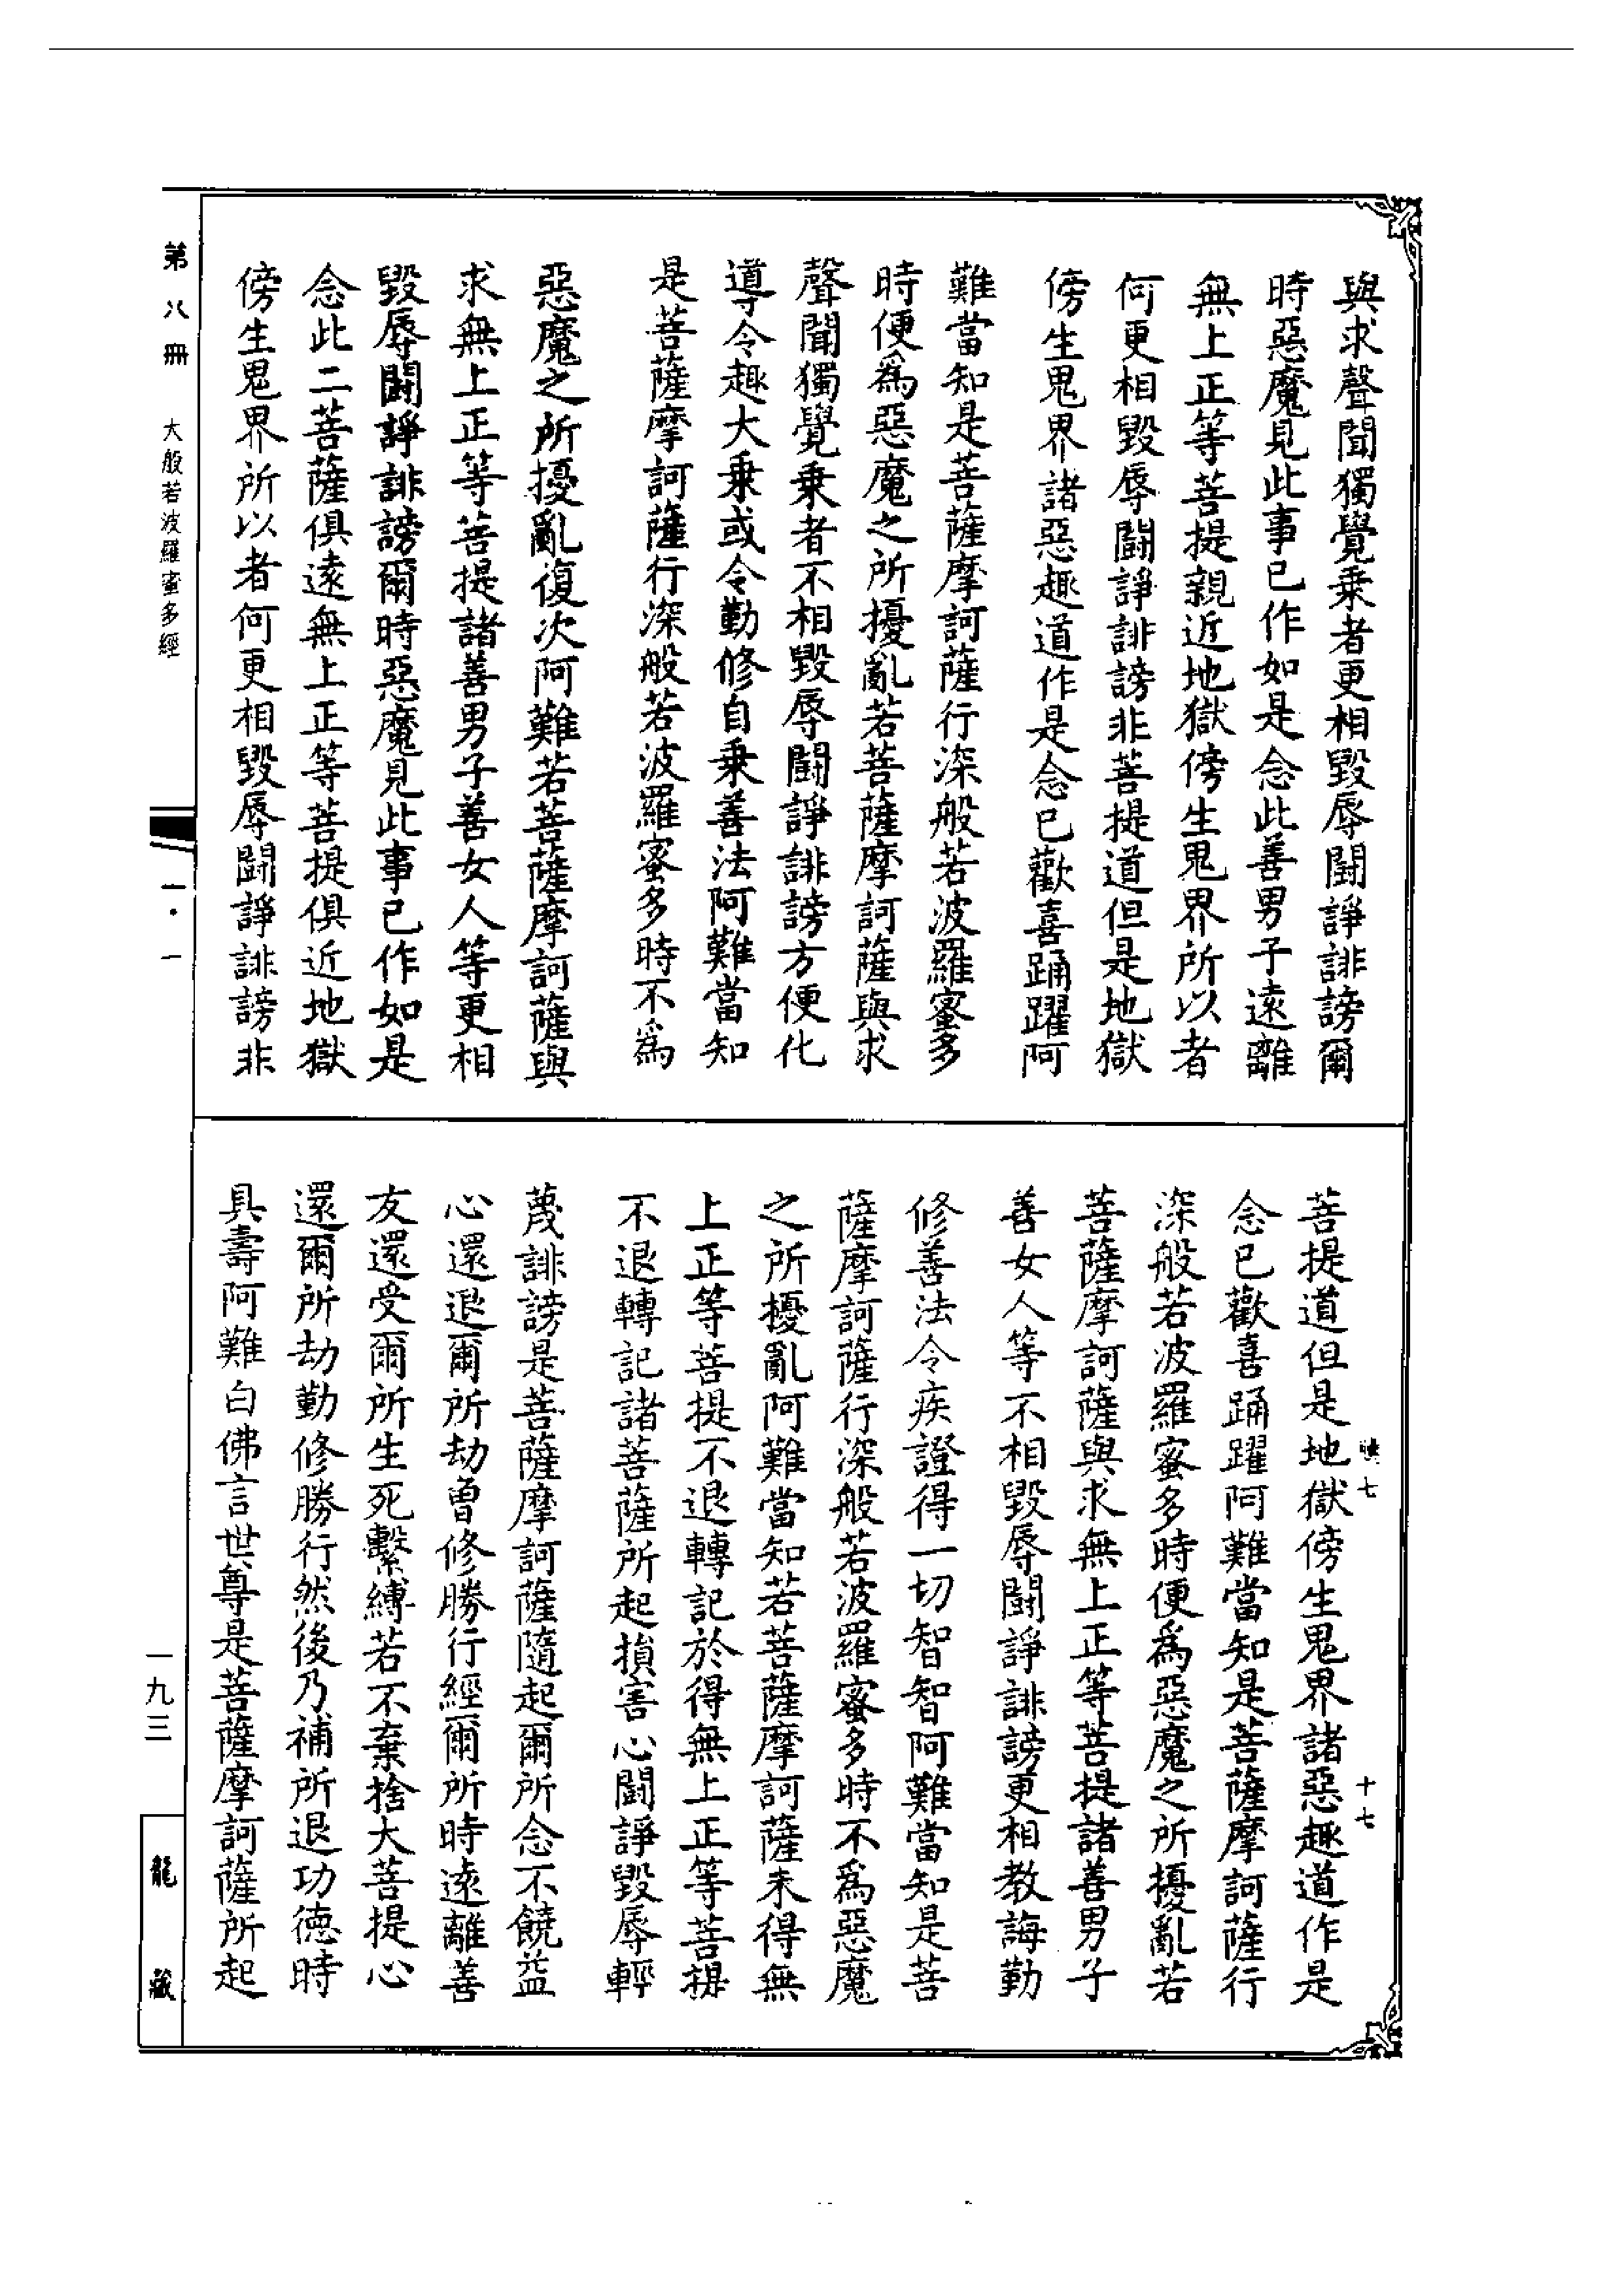 與求聲聞獨覺乗者更相毀辱鬪諍誹謗爾
時惡魔見此事已作如是念此善男子遠離
無上正等菩提親近地獄傍生鬼界所以者
何更相毀辱鬪諍誹謗非菩提道但是地獄
傍生鬼界諸惡趣道作是念已歡喜踊躍阿
難當知是菩薩摩訶薩行深般若波羅蜜多
時便為惡魔之所擾亂若菩薩摩訶薩與求
聲聞獨覺乗者不相毀辱鬪諍誹謗方便化
導令趣大乗或令勤修自乗善法阿難當知
是菩薩摩訶薩行深般若波羅蜜多時不為
惡魔之所擾亂復次阿難若菩薩摩訶薩與
求無上正等菩提諸善男子善女人等更相
毀辱鬪諍誹謗爾時惡魔見此事已作如是
念此二菩薩俱遠無上正等菩提俱近地獄
傍生鬼界所以者何更相毀辱鬪諍誹謗非
菩提道但是地獄傍生鬼界諸惡趣道作是
念已歡喜踊躍阿難當知是菩薩摩訶薩行
深般若波羅蜜多時便為惡魔之所擾亂若
菩薩摩訶薩與求無上正等菩提諸善男子
善女人等不相毀辱鬪諍誹謗更相教誨勤
修善法令疾證得一切智智阿難當知是菩
薩摩訶薩行深般若波羅蜜多時不為惡魔
之所擾亂阿難當知若菩薩摩訶薩未得無
上正等菩提不退轉記於得無上正等菩提
不退轉記諸菩薩所起損害心鬪諍毀辱輕
蔑誹謗是菩薩摩訶薩隨起爾所念不饒益
心還退爾所劫曾修勝行經爾所時遠離善
友還受爾所生死繫縛若不棄捨大菩提心
還爾所劫勤修勝行然後乃補所退功德時
具壽阿難白佛言世尊是菩薩摩訶薩所起
七
十七
第八冊
大般若波羅蜜多經
一·一
一九三
龍藏